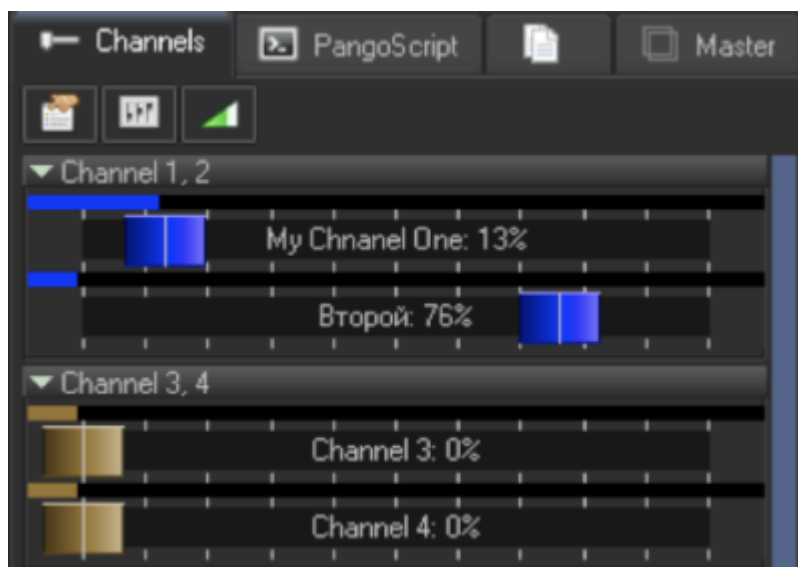 Channels
PangoScript
Master
Channel 1, 2
My Chnanel One: 13%
Второй: 76%
Channel 3, 4
Channel 3: 0%
Channel 4: 0%